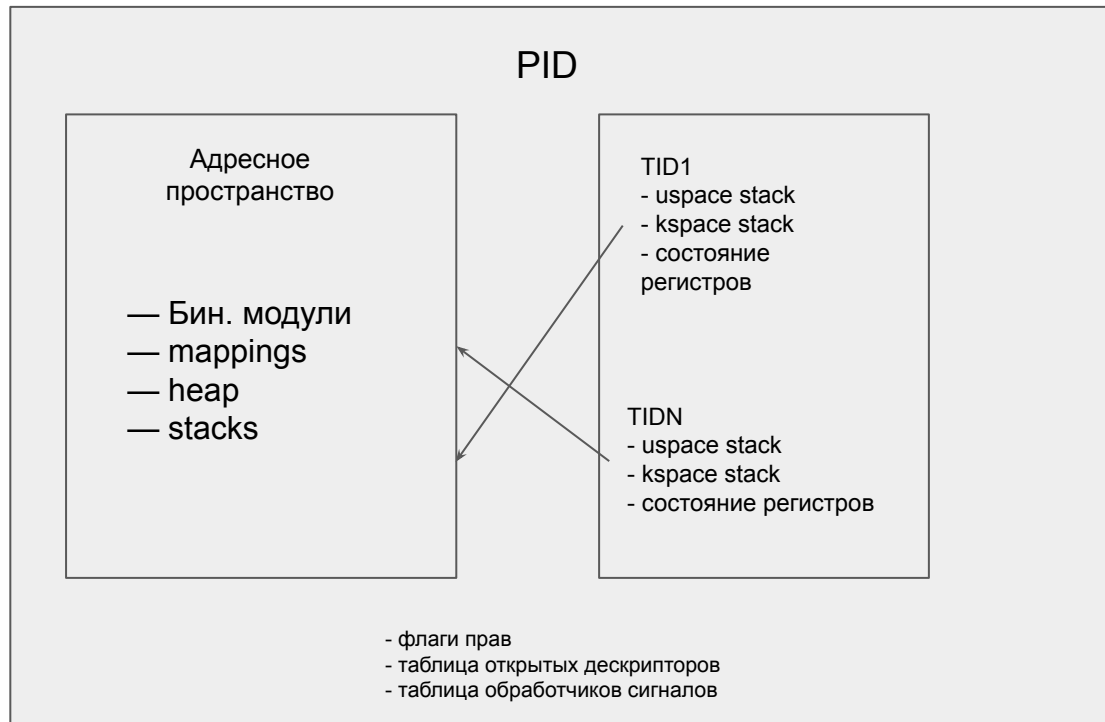 PID
Адресное
пространство
— Бин. модули
— mappings
— heap
— stacks
TID1
- uspace stack
- kspace stack
- состояние
регистров
TIDN
- uspace stack
- kspace stack
- состояние регистров
- флаги прав
- таблица открытых дескрипторов
- таблица обработчиков сигналов